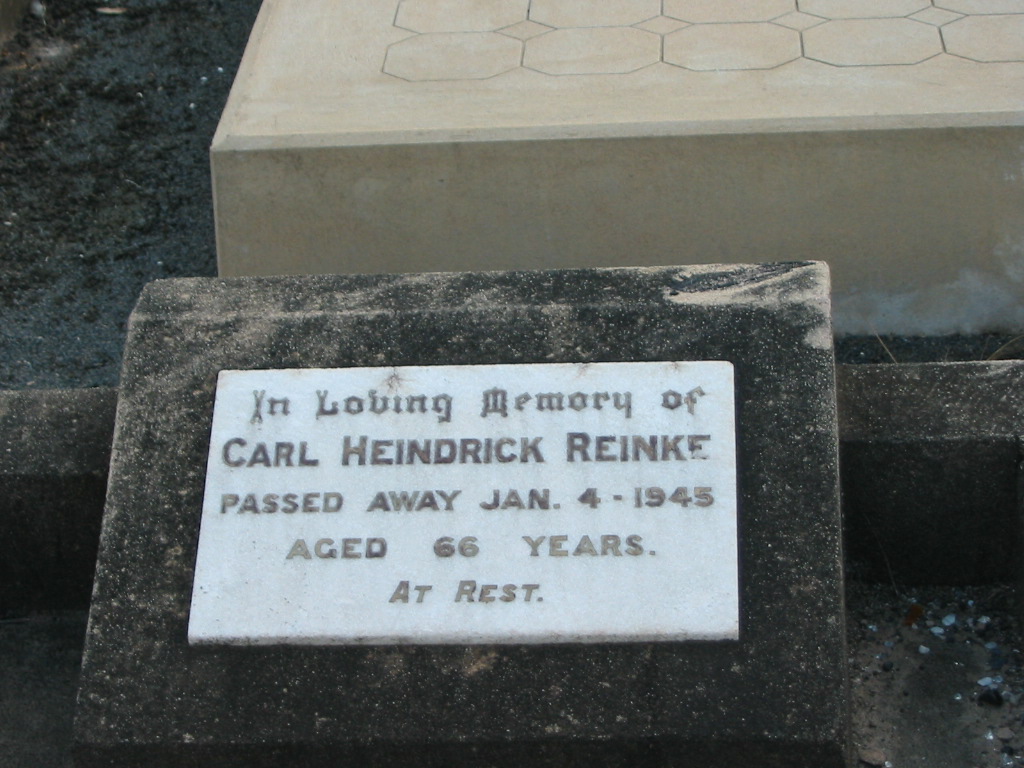 In Loving Memory of
CARL HEINDRICK REINKE
PASSED AWAY JAN. 4 - 1945
AGED 66 YEARS.
AT REST.